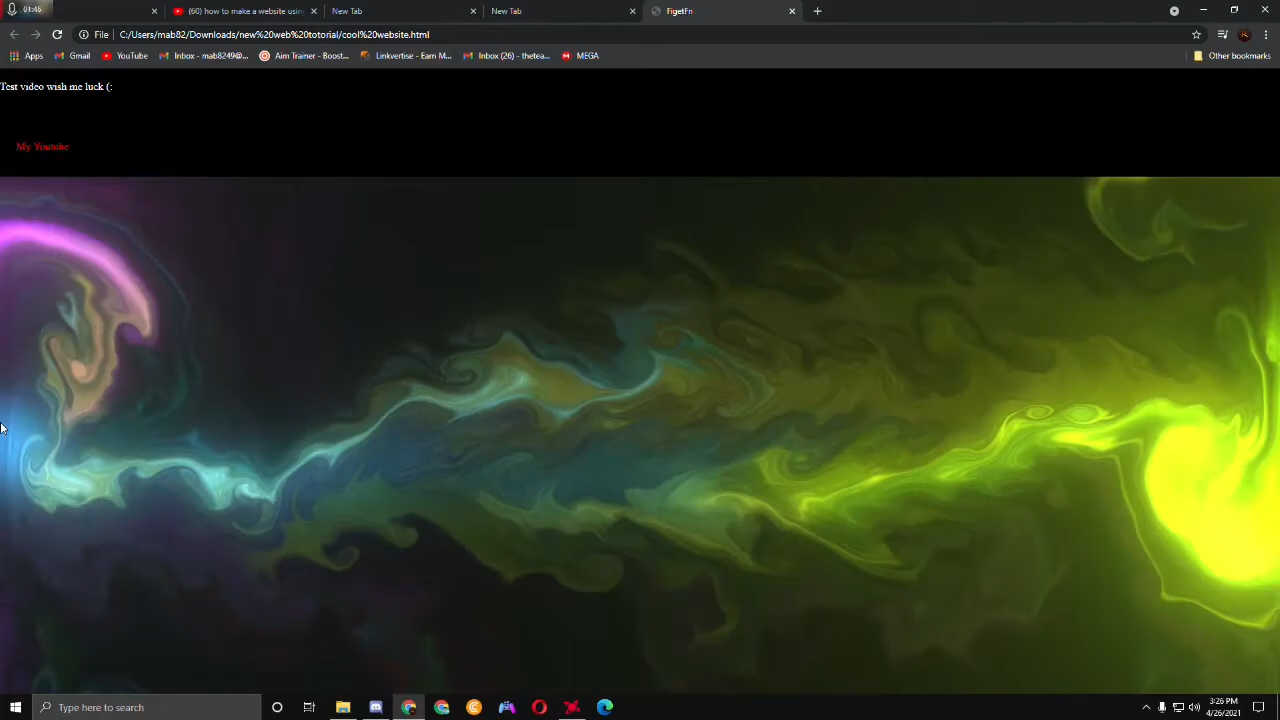 01:46
(60) how to make a website usin
New Tab
New Tab
FigetFn
File
C:/Users/mab82/Downloads/new%20web%20totorial/cool%20website.html
Apps
Gmail
YouTube
Inbox - mab8249@...
Aim Trainer - Boost...
Linkvertise - Earn M...
Inbox (26) - thetea...
MEGA
Other bookmarks
Test video wish me luck (:
My Youtube
Type here to search
3:26 PM
4/26/2021